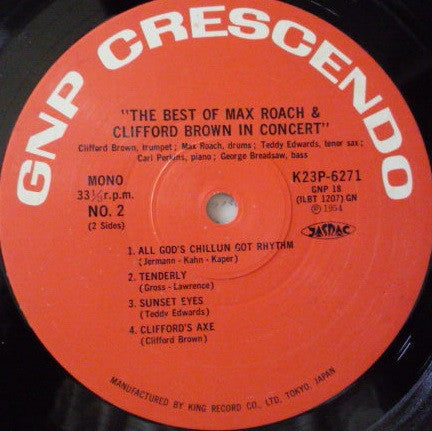 GNP CRESCENDO
"THE BEST OF MAX ROACH &
CLIFFORD BROWN IN CONCERT"
Clifford Brown, trumpet; Max Roach, drums; Teddy Edwards, tenor sax;
Carl Perkins, piano; George Breadsaw, bass
MONO
33⅓ r.p.m.
NO. 2
(2 Sides)
K23P-6271
GNP 18
(ILBT 1207) GN
Ⓟ 1954
JASRAC
1. ALL GOD'S CHILLUN GOT RHYTHM
(Jermann - Kahn - Kaper)
2. TENDERLY
(Gross - Lawrence)
3. SUNSET EYES
(Teddy Edwards)
4. CLIFFORD'S AXE
(Clifford Brown)
MANUFACTURED BY KING RECORD CO., LTD, TOKYO, JAPAN